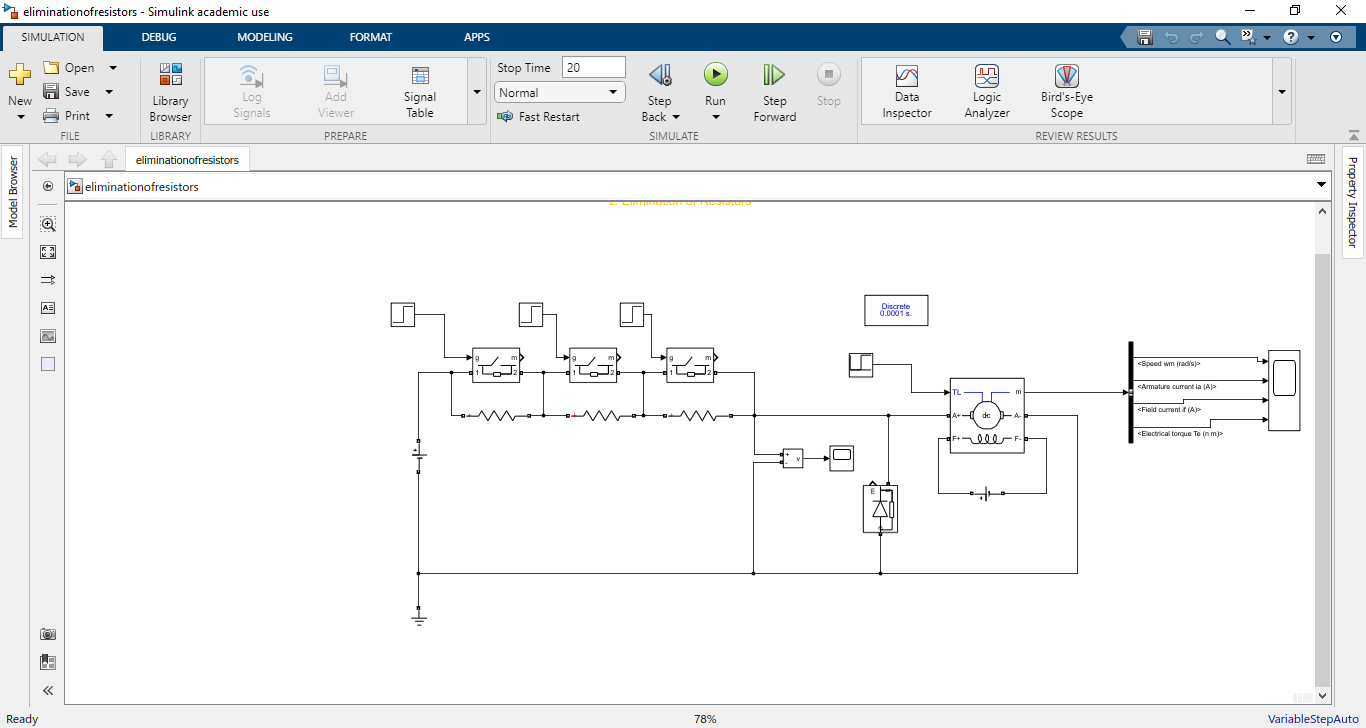 eliminationofresistors - Simulink academic use
SIMULATION DEBUG MODELING FORMAT APPS
New
Open
Save
Print
FILE
Library
Browser
LIBRARY
Log
Signals
Add
Viewer
Signal
Table
PREPARE
Stop Time 20
Normal
Fast Restart
Step
Back
Run
Step
Forward
Stop
SIMULATE
Data
Inspector
Logic
Analyzer
Bird's-Eye
Scope
REVIEW RESULTS
Model Browser
eliminationofresistors
eliminationofresistors
Property Inspector
2. Elimination of Resistors
Discrete
0.0001 s.
g m
1 2
g m
1 2
g m
1 2
TL m
A+ dc A-
F+ F-
<Speed wm (rad/s)>
<Armature current ia (A)>
<Field current if (A)>
<Electrical torque Te (n m)>
+ v
-
E
Ready 78% VariableStepAuto